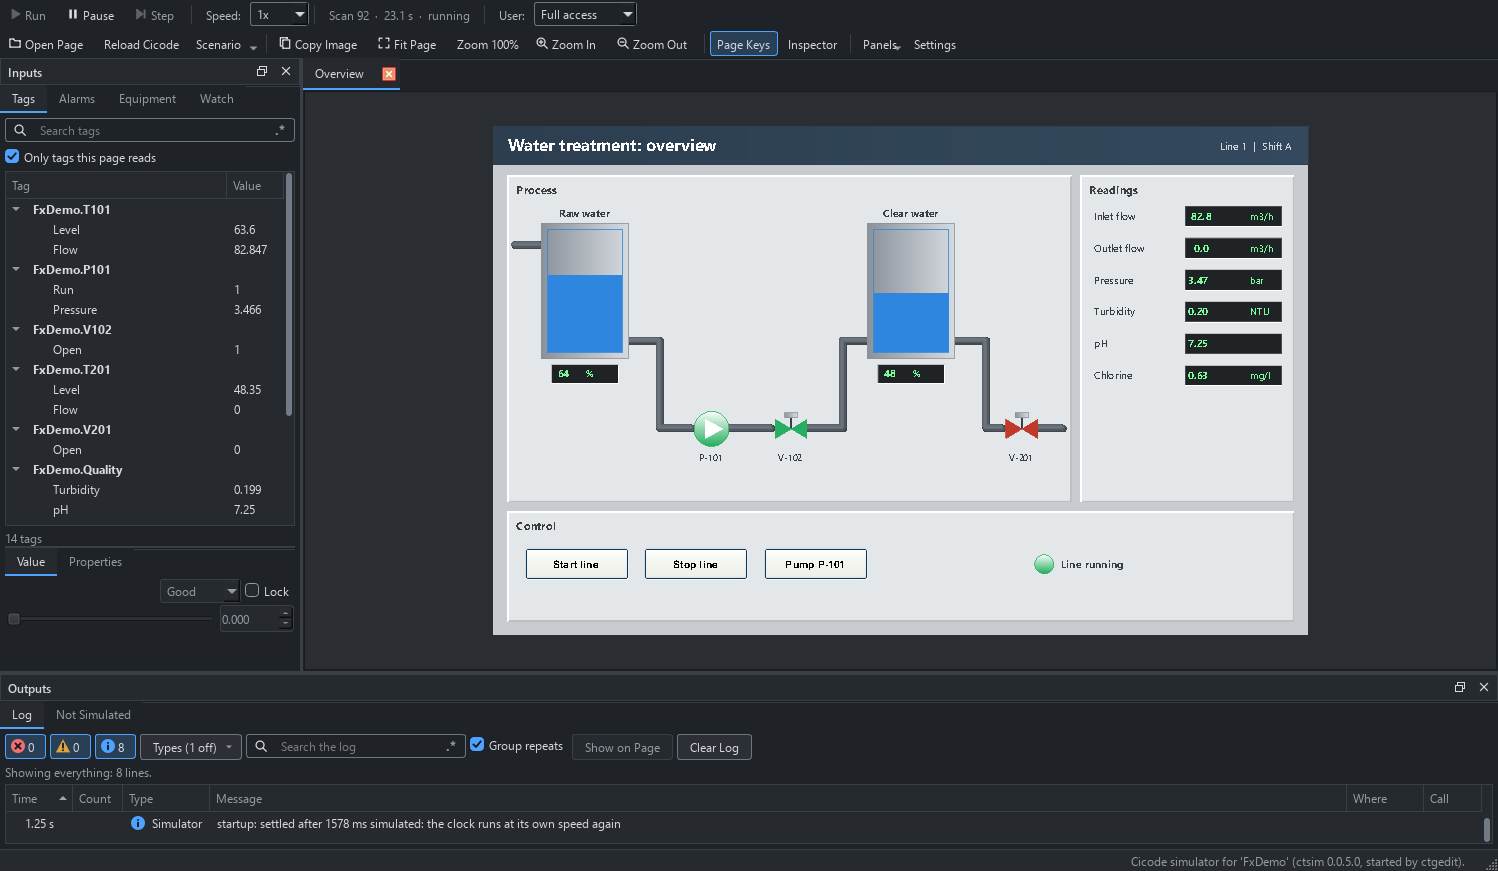 Run Pause Step Speed: 1x Scan 92 · 23.1 s · running User: Full access
Open Page Reload Cicode Scenario Copy Image Fit Page Zoom 100% Zoom In Zoom Out Page Keys Inspector Panels Settings
Inputs
Tags Alarms Equipment Watch
Search tags .*
Only tags this page reads
Tag Value
FxDemo.T101
Level 63.6
Flow 82.847
FxDemo.P101
Run 1
Pressure 3.466
FxDemo.V102
Open 1
FxDemo.T201
Level 48.35
Flow 0
FxDemo.V201
Open 0
FxDemo.Quality
Turbidity 0.199
pH 7.25
14 tags
Value Properties
Good Lock
0.000
Overview
Water treatment: overview Line 1 | Shift A
Process
Raw water Clear water
64 % 48 %
P-101 V-102 V-201
Readings
Inlet flow 82.8 m3/h
Outlet flow 0.0 m3/h
Pressure 3.47 bar
Turbidity 0.20 NTU
pH 7.25
Chlorine 0.63 mg/l
Control
Start line Stop line Pump P-101 Line running
Outputs
Log Not Simulated
0 0 8 Types (1 off) Search the log .* Group repeats Show on Page Clear Log
Showing everything: 8 lines.
Time Count Type Message Where Call
1.25 s Simulator startup: settled after 1578 ms simulated: the clock runs at its own speed again
Cicode simulator for 'FxDemo' (ctsim 0.0.5.0, started by ctgedit).